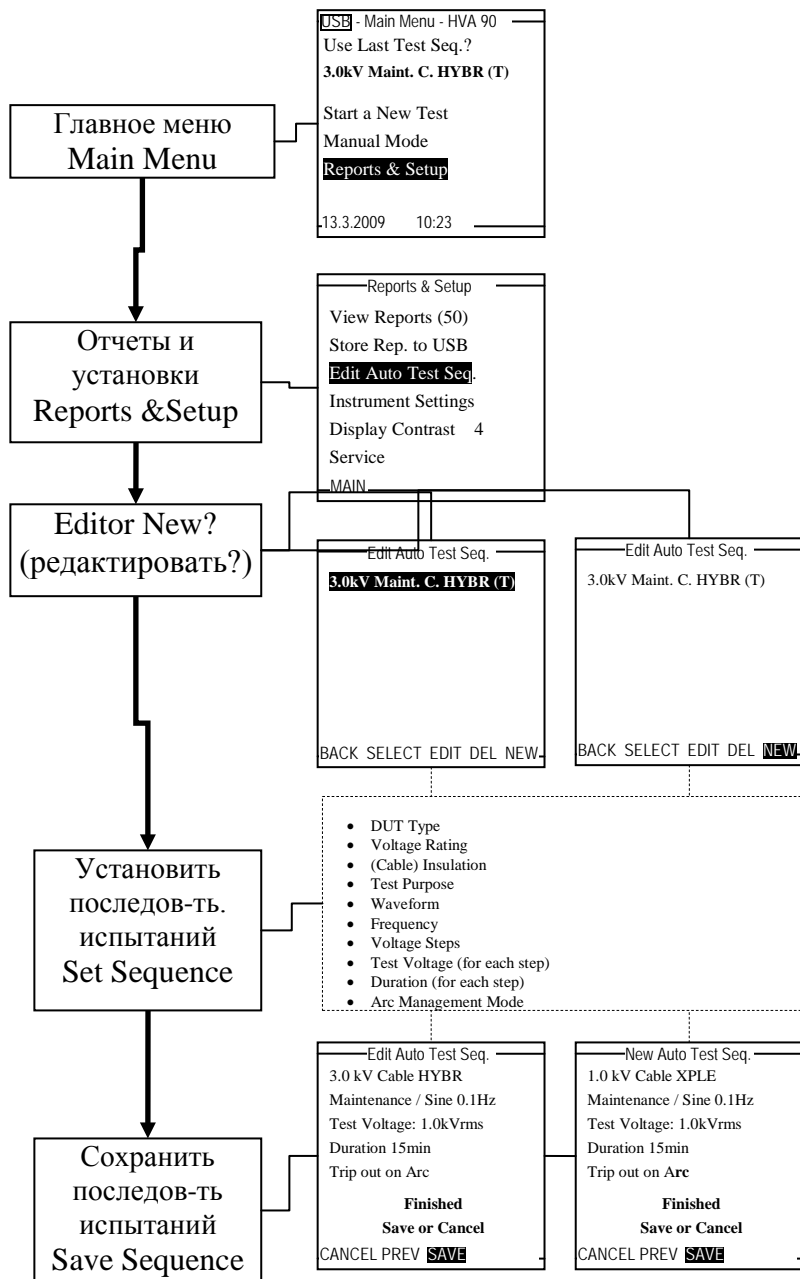 USB - Main Menu - HVA 90
Use Last Test Seq.?
3.0kV Maint. C. HYBR (T)
Start a New Test
Manual Mode
Reports & Setup
13.3.2009 10:23
Главное меню
Main Menu
Reports & Setup
View Reports (50)
Store Rep. to USB
Edit Auto Test Seq.
Instrument Settings
Display Contrast 4
Service
MAIN
Отчеты и
установки
Reports &Setup
Editor New?
(редактировать?)
Edit Auto Test Seq.
3.0kV Maint. C. HYBR (T)
BACK SELECT EDIT DEL NEW
Edit Auto Test Seq.
3.0kV Maint. C. HYBR (T)
BACK SELECT EDIT DEL NEW
Установить
последов-ть.
испытаний
Set Sequence
• DUT Type
• Voltage Rating
• (Cable) Insulation
• Test Purpose
• Waveform
• Frequency
• Voltage Steps
• Test Voltage (for each step)
• Duration (for each step)
• Arc Management Mode
Сохранить
последов-ть
испытаний
Save Sequence
Edit Auto Test Seq.
3.0 kV Cable HYBR
Maintenance / Sine 0.1Hz
Test Voltage: 1.0kVrms
Duration 15min
Trip out on Arc
Finished
Save or Cancel
CANCEL PREV SAVE
New Auto Test Seq.
1.0 kV Cable XPLE
Maintenance / Sine 0.1Hz
Test Voltage: 1.0kVrms
Duration 15min
Trip out on Arc
Finished
Save or Cancel
CANCEL PREV SAVE